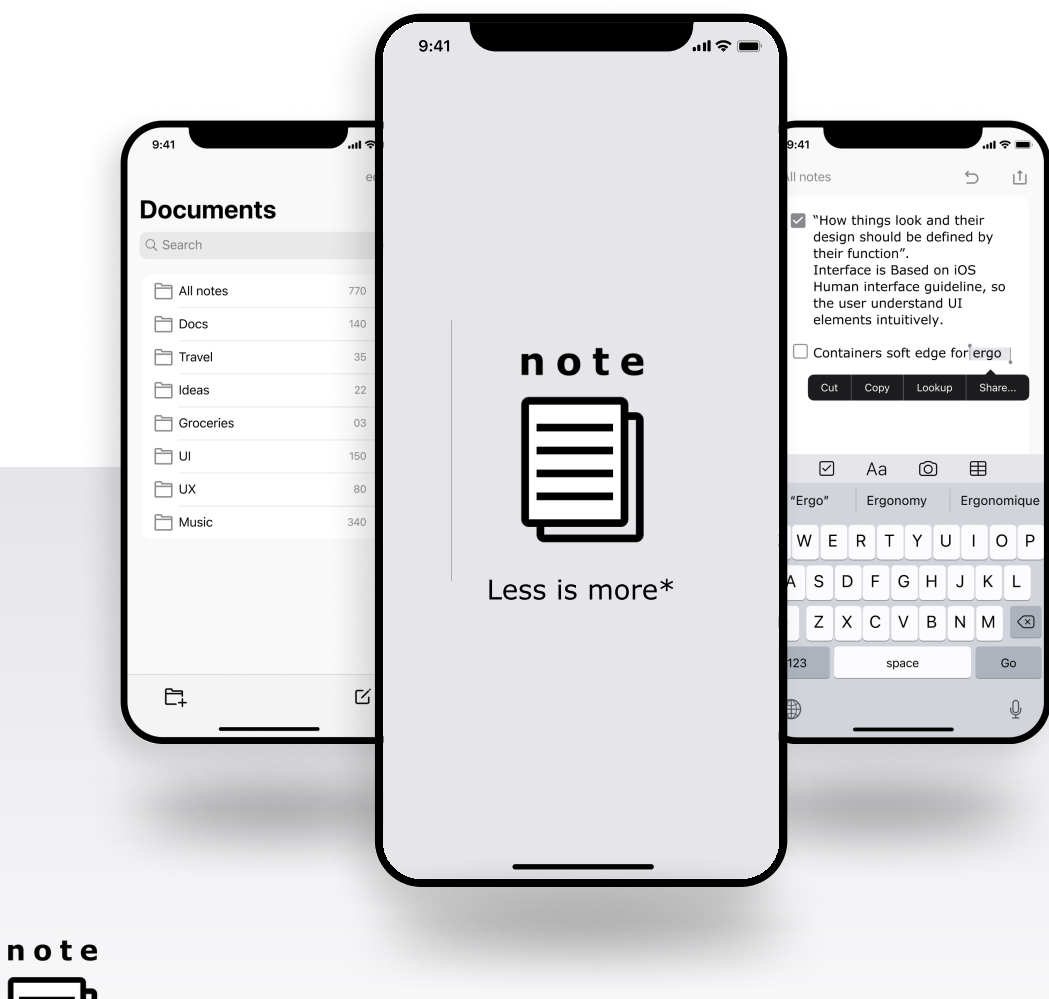 9:41
Documents
Search
All notes 770
Docs 140
Travel 35
Ideas 22
Groceries 03
UI 150
UX 80
Music 340
9:41
note
Less is more*
9:41
All notes
“How things look and their
design should be defined by
their function”.
Interface is Based on iOS
Human interface guideline, so
the user understand UI
elements intuitively.
Containers soft edge for ergo
Cut Copy Lookup Share...
Aa
“Ergo” Ergonomy Ergonomique
W E R T Y U I O P
A S D F G H J K L
Z X C V B N M
123 space Go
note